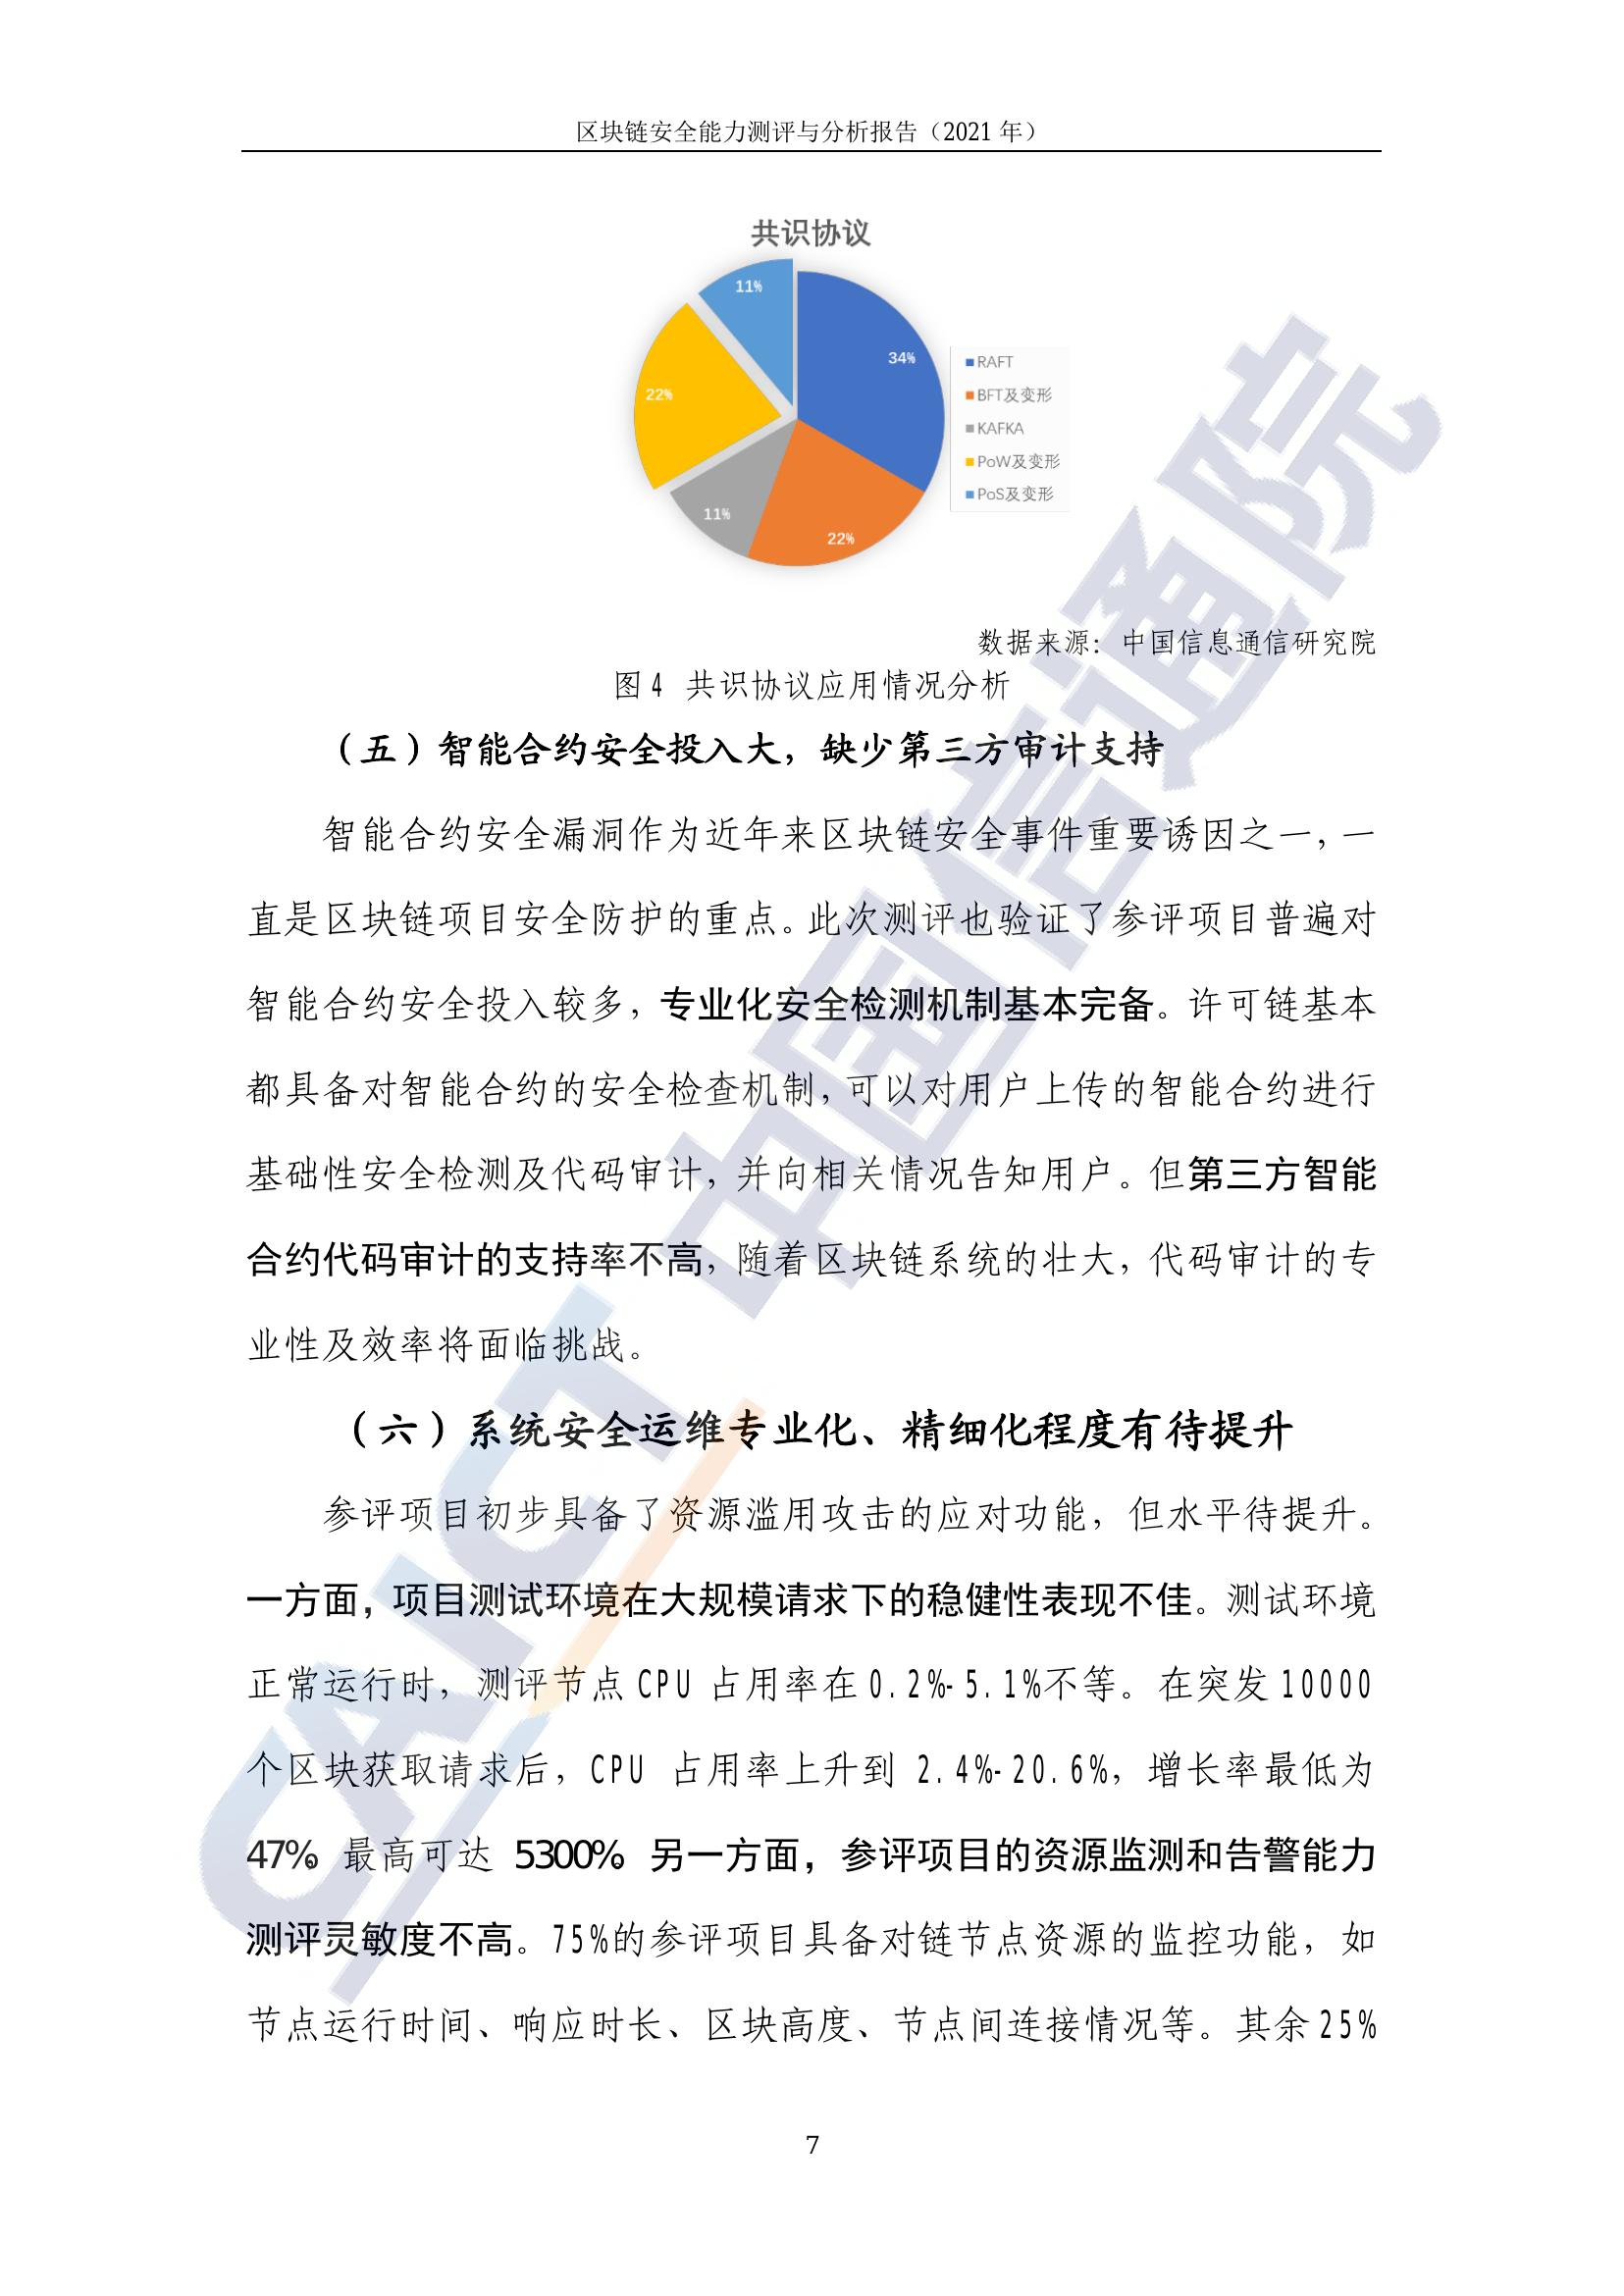 区块链安全能力测评与分析报告（2021 年）
共识协议
11%
34%
22%
11%
22%
RAFT
BFT及变形
KAFKA
PoW及变形
PoS及变形
数据来源：中国信息通信研究院
图 4 共识协议应用情况分析
（五）智能合约安全投入大，缺少第三方审计支持
智能合约安全漏洞作为近年来区块链安全事件重要诱因之一，一
直是区块链项目安全防护的重点。此次测评也验证了参评项目普遍对
智能合约安全投入较多，专业化安全检测机制基本完备。许可链基本
都具备对智能合约的安全检查机制，可以对用户上传的智能合约进行
基础性安全检测及代码审计，并向相关情况告知用户。但第三方智能
合约代码审计的支持率不高，随着区块链系统的壮大，代码审计的专
业性及效率将面临挑战。
（六）系统安全运维专业化、精细化程度有待提升
参评项目初步具备了资源滥用攻击的应对功能，但水平待提升。
一方面，项目测试环境在大规模请求下的稳健性表现不佳。测试环境
正常运行时，测评节点 CPU 占用率在 0.2%-5.1%不等。在突发 10000
个区块获取请求后，CPU 占用率上升到 2.4%-20.6%，增长率最低为
47%。最高可达 5300%。另一方面，参评项目的资源监测和告警能力
测评灵敏度不高。75%的参评项目具备对链节点资源的监控功能，如
节点运行时间、响应时长、区块高度、节点间连接情况等。其余 25%
7
CAICT 中国信通院